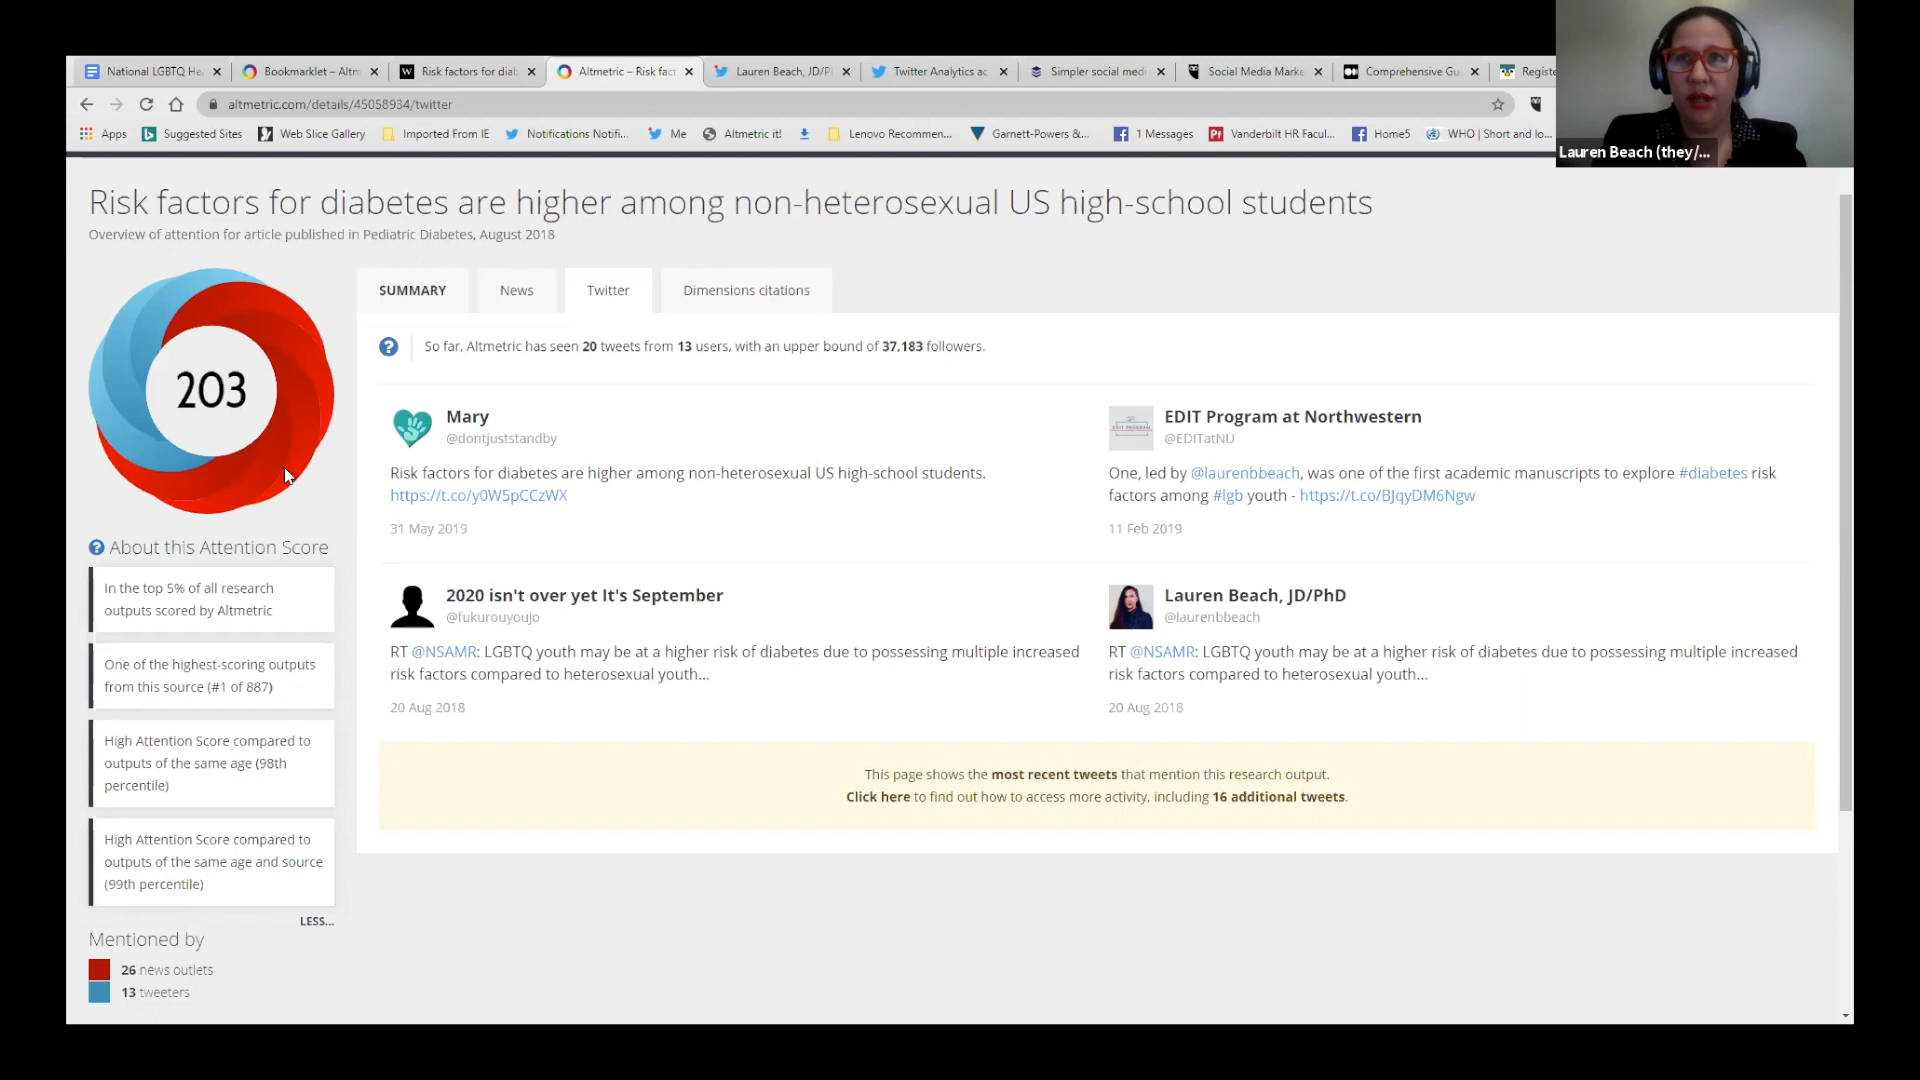 National LGBTQ He
Bookmarklet – Altm
Risk factors for diab
Altmetric – Risk fact
Lauren Beach, JD/P
Twitter Analytics ac
Simpler social medi
Social Media Marke
Comprehensive Gu
Registe
altmetric.com/details/45058934/twitter
Apps
Suggested Sites
Web Slice Gallery
Imported From IE
Notifications Notifi...
Me
Altmetric it!
Lenovo Recommen...
Garnett-Powers &...
1 Messages
Vanderbilt HR Facul...
Home5
WHO | Short and lo...
Lauren Beach (they/...
Risk factors for diabetes are higher among non-heterosexual US high-school students
Overview of attention for article published in Pediatric Diabetes, August 2018
203
SUMMARY
News
Twitter
Dimensions citations
So far, Altmetric has seen 20 tweets from 13 users, with an upper bound of 37,183 followers.
Mary
@dontjuststandby
Risk factors for diabetes are higher among non-heterosexual US high-school students.
https://t.co/y0W5pCCzWX
31 May 2019
EDIT Program at Northwestern
@EDITatNU
One, led by @laurenbbeach, was one of the first academic manuscripts to explore #diabetes risk
factors among #lgb youth - https://t.co/BJqyDM6Ngw
11 Feb 2019
2020 isn't over yet It's September
@fukurouyoujo
RT @NSAMR: LGBTQ youth may be at a higher risk of diabetes due to possessing multiple increased
risk factors compared to heterosexual youth...
20 Aug 2018
Lauren Beach, JD/PhD
@laurenbbeach
RT @NSAMR: LGBTQ youth may be at a higher risk of diabetes due to possessing multiple increased
risk factors compared to heterosexual youth...
20 Aug 2018
This page shows the most recent tweets that mention this research output.
Click here to find out how to access more activity, including 16 additional tweets.
About this Attention Score
In the top 5% of all research
outputs scored by Altmetric
One of the highest-scoring outputs
from this source (#1 of 887)
High Attention Score compared to
outputs of the same age (98th
percentile)
High Attention Score compared to
outputs of the same age and source
(99th percentile)
LESS...
Mentioned by
26 news outlets
13 tweeters